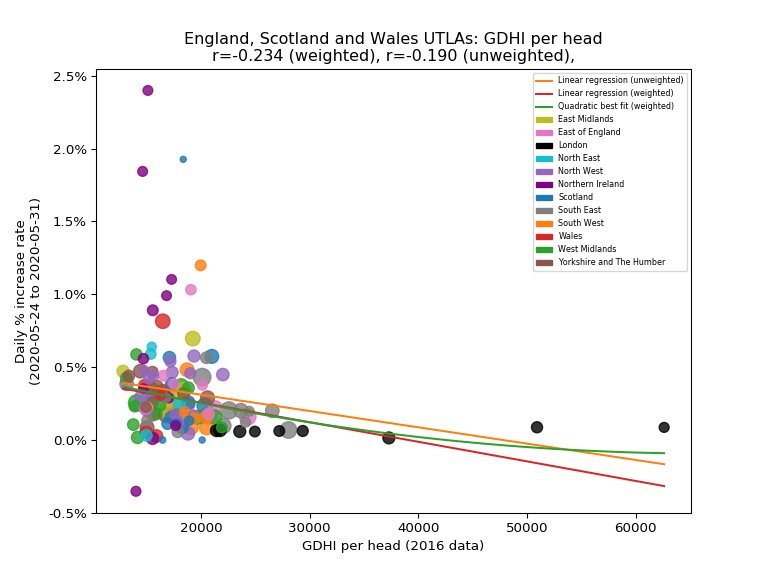 England, Scotland and Wales UTLAs: GDHI per head
r=-0.234 (weighted), r=-0.190 (unweighted),
Daily % increase rate
(2020-05-24 to 2020-05-31)
2.5%
2.0%
1.5%
1.0%
0.5%
0.0%
-0.5%
Linear regression (unweighted)
Linear regression (weighted)
Quadratic best fit (weighted)
East Midlands
East of England
London
North East
North West
Northern Ireland
Scotland
South East
South West
Wales
West Midlands
Yorkshire and The Humber
20000
30000
40000
50000
60000
GDHI per head (2016 data)